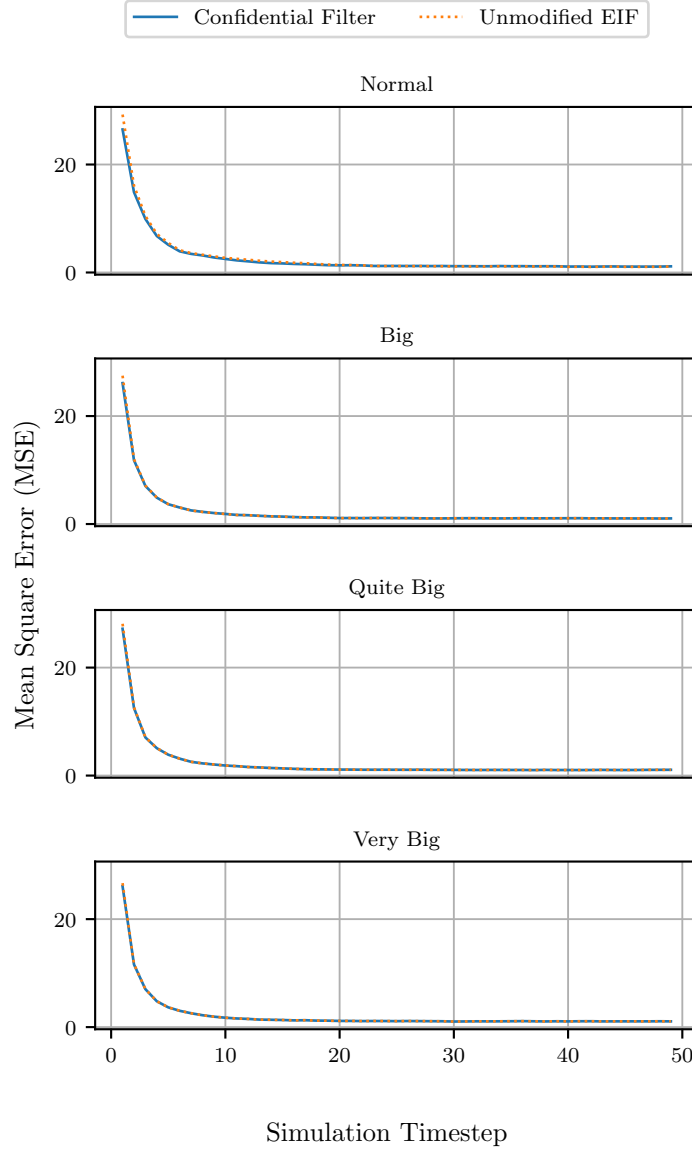 Confidential Filter Unmodified EIF
Normal
20
0
Big
20
0
Mean Square Error (MSE)
Quite Big
20
0
Very Big
20
0
0 10 20 30 40 50
Simulation Timestep